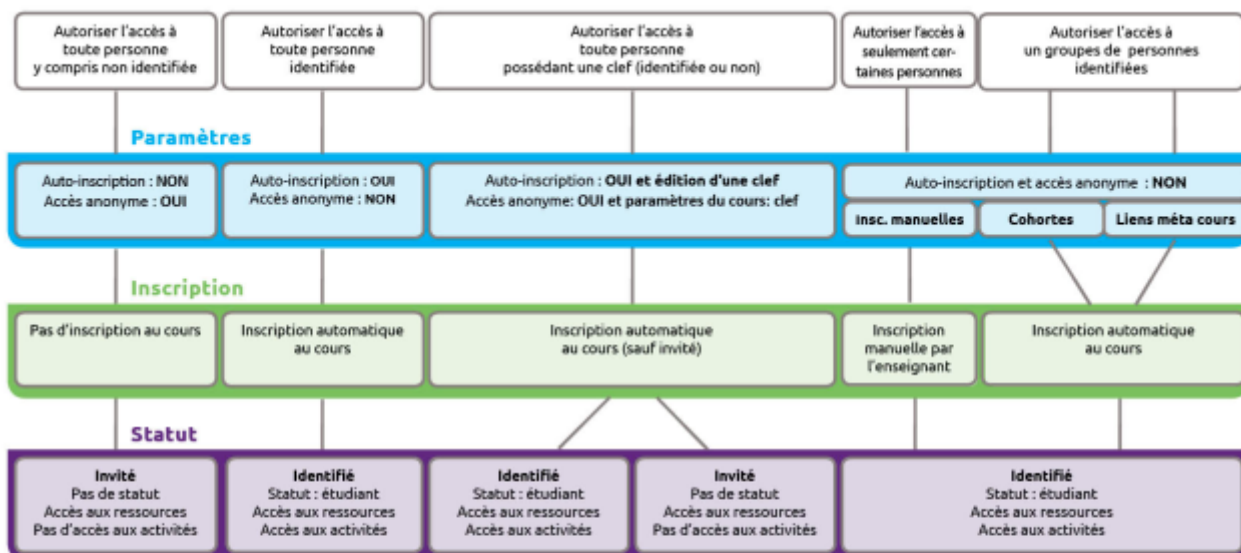 Autoriser l'accès à
toute personne
y compris non identifiée
Autoriser l'accès à
toute personne
identifiée
Autoriser l'accès à
toute personne
possédant une clef (identifiée ou non)
Autoriser l'accès à
seulement cer-
taines personnes
Autoriser l'accès à
un groupes de personnes
identifiées
Paramètres
Auto-inscription : NON
Accès anonyme : OUI
Auto-inscription : OUI
Accès anonyme : NON
Auto-inscription : OUI et édition d'une clef
Accès anonyme: OUI et paramètres du cours: clef
Auto-inscription et accès anonyme : NON
Insc. manuelles
Cohortes
Liens méta cours
Inscription
Pas d'inscription au cours
Inscription automatique
au cours
Inscription automatique
au cours (sauf invité)
Inscription
manuelle par
l'enseignant
Inscription automatique
au cours
Statut
Invité
Pas de statut
Accès aux ressources
Pas d'accès aux activités
Identifié
Statut : étudiant
Accès aux ressources
Accès aux activités
Identifié
Statut : étudiant
Accès aux ressources
Accès aux activités
Invité
Pas de statut
Accès aux ressources
Pas d'accès aux activités
Identifié
Statut : étudiant
Accès aux ressources
Accès aux activités